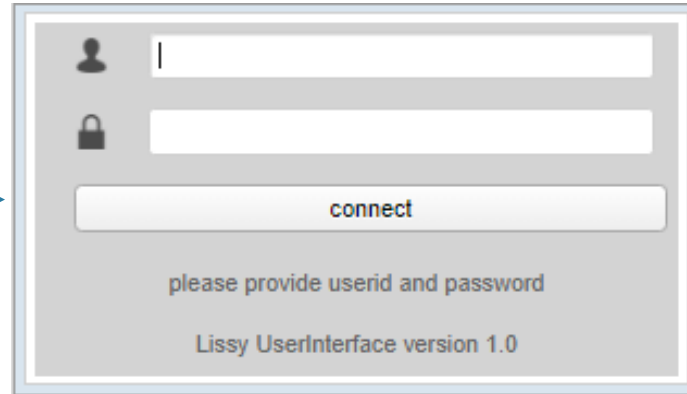 connect
please provide userid and password
Lissy UserInterface version 1.0